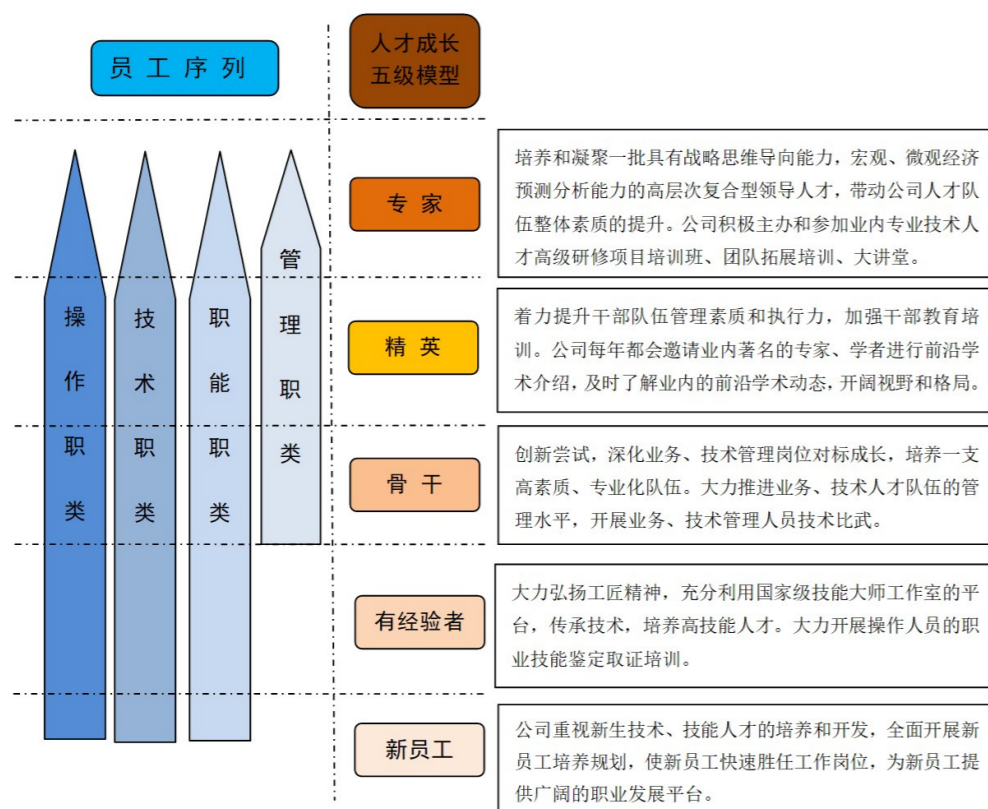 员工序列
人才成长
五级模型
操作职类
技术职类
职能职类
管理职类
专家
培养和凝聚一批具有战略思维导向能力，宏观、微观经济
预测分析能力的高层次复合型领导人才，带动公司人才队
伍整体素质的提升。公司积极主办和参加业内专业技术人
才高级研修项目培训班、团队拓展培训、大讲堂。
精英
着力提升干部队伍管理素质和执行力，加强干部教育培
训。公司每年都会邀请业内著名的专家、学者进行前沿学
术介绍，及时了解业内的前沿学术动态，开阔视野和格局。
骨干
创新尝试，深化业务、技术管理岗位对标成长，培养一支
高素质、专业化队伍。大力推进业务、技术人才队伍的管
理水平，开展业务、技术管理人员技术比武。
有经验者
大力弘扬工匠精神，充分利用国家级技能大师工作室的平
台，传承技术，培养高技能人才。大力开展操作人员的职
业技能鉴定取证培训。
新员工
公司重视新生技术、技能人才的培养和开发，全面开展新
员工培养规划，使新员工快速胜任工作岗位，为新员工提
供广阔的职业发展平台。